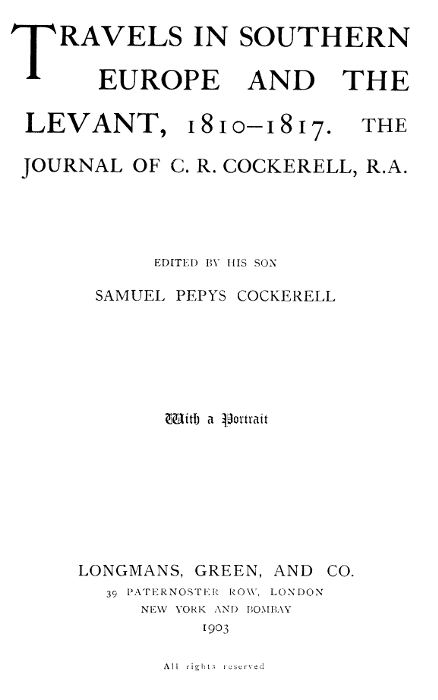 TRAVELS IN SOUTHERN
EUROPE AND THE
LEVANT, 1810–1817. THE
JOURNAL OF C. R. COCKERELL, R.A.
EDITED BY HIS SON
SAMUEL PEPYS COCKERELL
With a Portrait
LONGMANS, GREEN, AND CO.
39 PATERNOSTER ROW, LONDON
NEW YORK AND BOMBAY
1903
All rights reserved